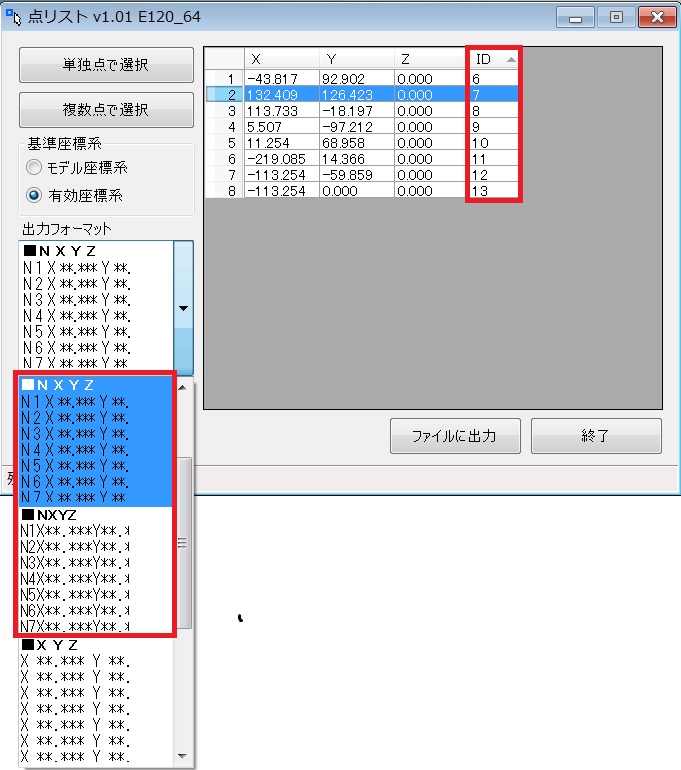 点リスト v1.01 E120_64
単独点で選択
複数点で選択
基準座標系
モデル座標系
有効座標系
出力フォーマット
■N X Y Z
N 1 X **.*** Y **.
N 2 X **.*** Y **.
N 3 X **.*** Y **.
N 4 X **.*** Y **.
N 5 X **.*** Y **.
N 6 X **.*** Y **.
N 7 X **.*** Y **
■N X Y Z
N 1 X **.*** Y **.
N 2 X **.*** Y **.
N 3 X **.*** Y **.
N 4 X **.*** Y **.
N 5 X **.*** Y **.
N 6 X **.*** Y **.
N 7 X **.*** Y **
■NXYZ
N1X**.***Y**.*
N2X**.***Y**.*
N3X**.***Y**.*
N4X**.***Y**.*
N5X**.***Y**.*
N6X**.***Y**.*
N7X**.***Y**.*
■X Y Z
X **.*** Y **.
X **.*** Y **.
X **.*** Y **.
X **.*** Y **.
X **.*** Y **.
X **.*** Y **.
X **.*** Y **.
X Y Z ID
1 -43.817 92.902 0.000 6
2 132.409 126.423 0.000 7
3 113.733 -18.197 0.000 8
4 5.507 -97.212 0.000 9
5 11.254 68.958 0.000 10
6 -219.085 14.366 0.000 11
7 -113.254 -59.859 0.000 12
8 -113.254 0.000 0.000 13
ファイルに出力
終了